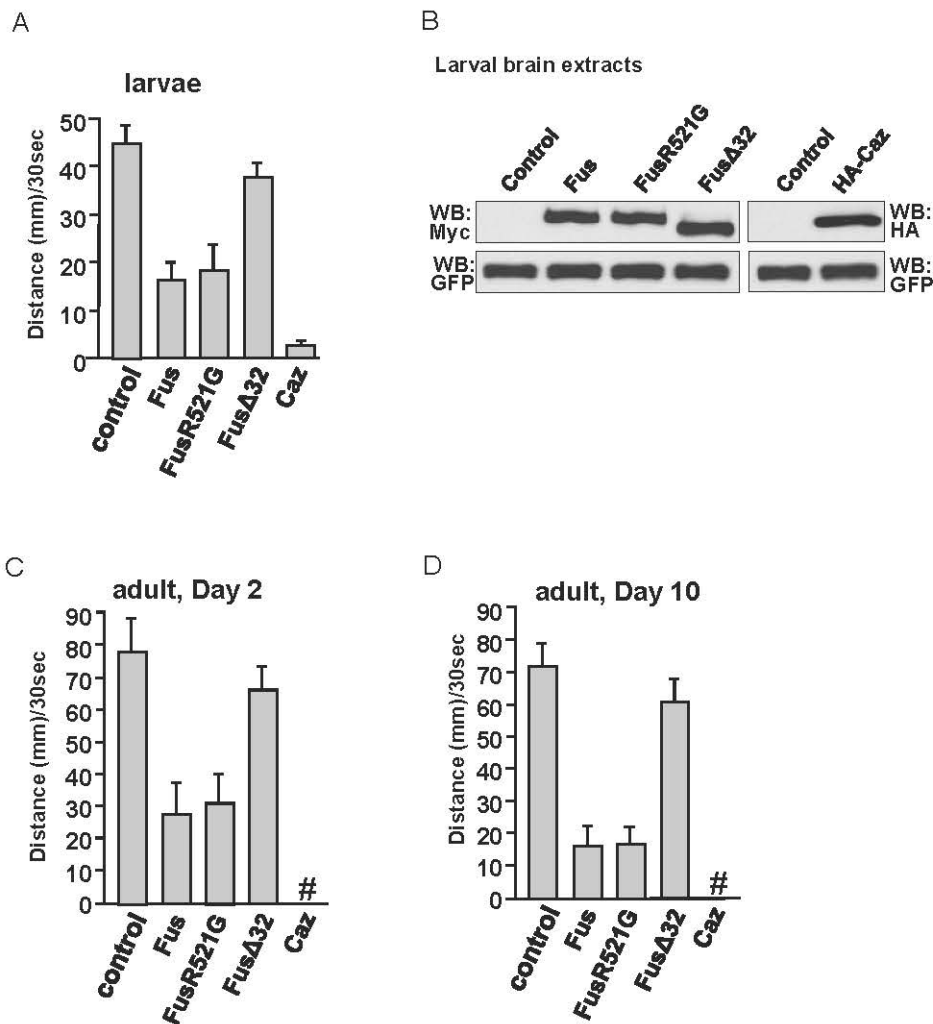 A
larvae
Distance (mm)/30sec
50
40
30
20
10
0
control
Fus
FusR521G
FusΔ32
Caz
B
Larval brain extracts
Control
Fus
FusR521G
FusΔ32
Control
HA-Caz
WB:
Myc
WB:
HA
WB:
GFP
WB:
GFP
C
adult, Day 2
Distance (mm)/30sec
90
80
70
60
50
40
30
20
10
0
#
control
Fus
FusR521G
FusΔ32
Caz
D
adult, Day 10
Distance (mm)/30sec
90
80
70
60
50
40
30
20
10
0
#
control
Fus
FusR521G
FusΔ32
Caz